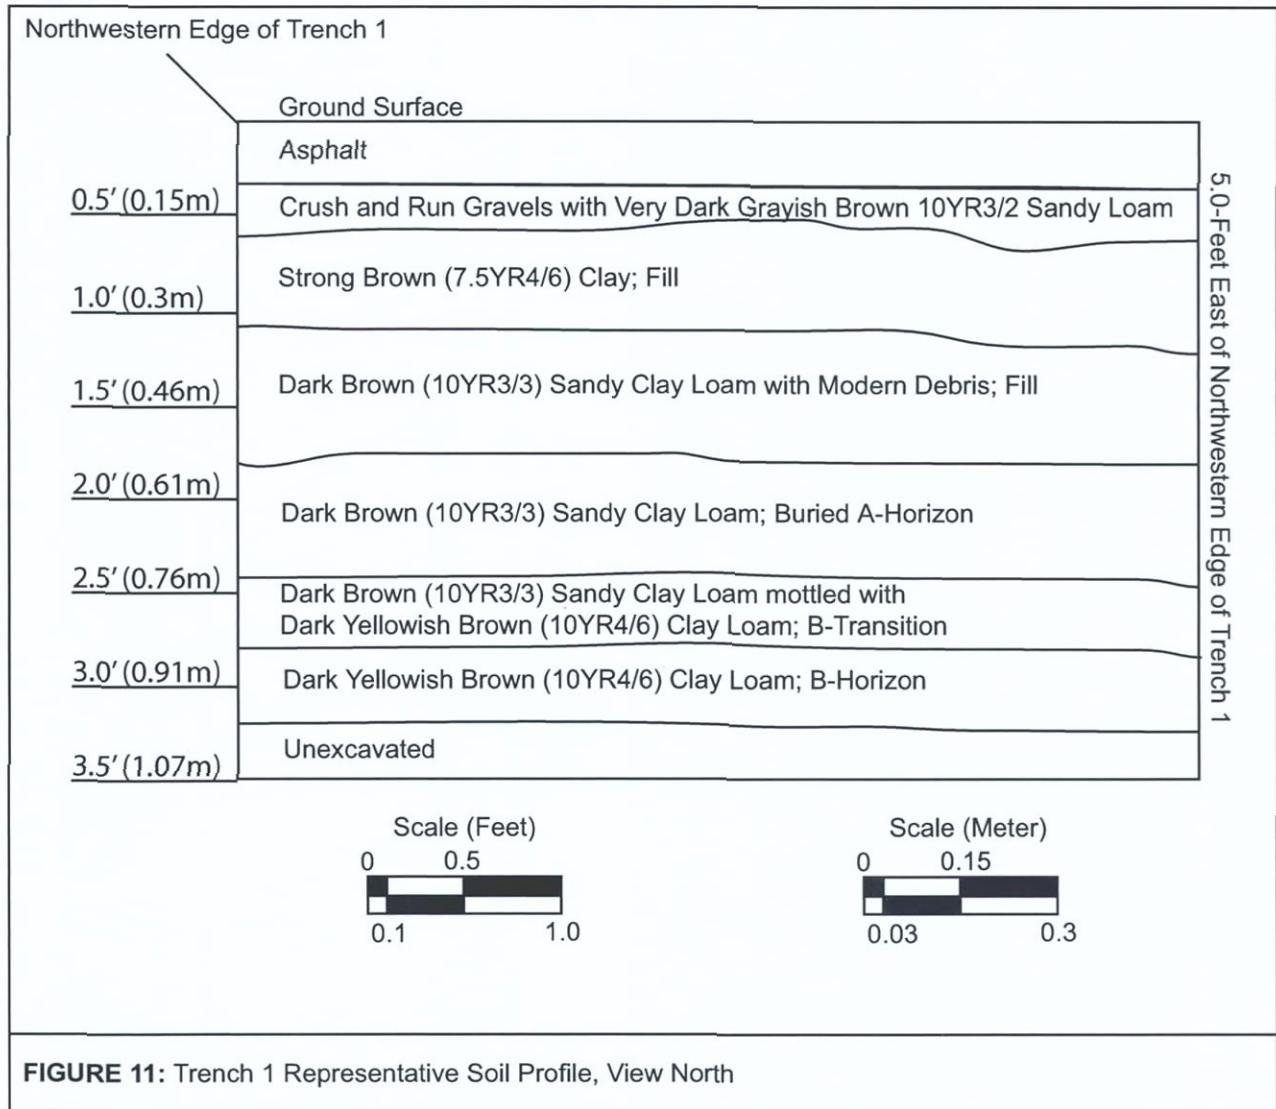 Northwestern Edge of Trench 1
Ground Surface
Asphalt
0.5' (0.15m)
Crush and Run Gravels with Very Dark Grayish Brown 10YR3/2 Sandy Loam
Strong Brown (7.5YR4/6) Clay; Fill
1.0' (0.3m)
Dark Brown (10YR3/3) Sandy Clay Loam with Modern Debris; Fill
1.5' (0.46m)
2.0' (0.61m)
Dark Brown (10YR3/3) Sandy Clay Loam; Buried A-Horizon
2.5' (0.76m)
Dark Brown (10YR3/3) Sandy Clay Loam mottled with
Dark Yellowish Brown (10YR4/6) Clay Loam; B-Transition
3.0' (0.91m)
Dark Yellowish Brown (10YR4/6) Clay Loam; B-Horizon
Unexcavated
3.5' (1.07m)
5.0-Feet East of Northwestern Edge of Trench 1
Scale (Feet)
0 0.5
0.1 1.0
Scale (Meter)
0 0.15
0.03 0.3
FIGURE 11: Trench 1 Representative Soil Profile, View North